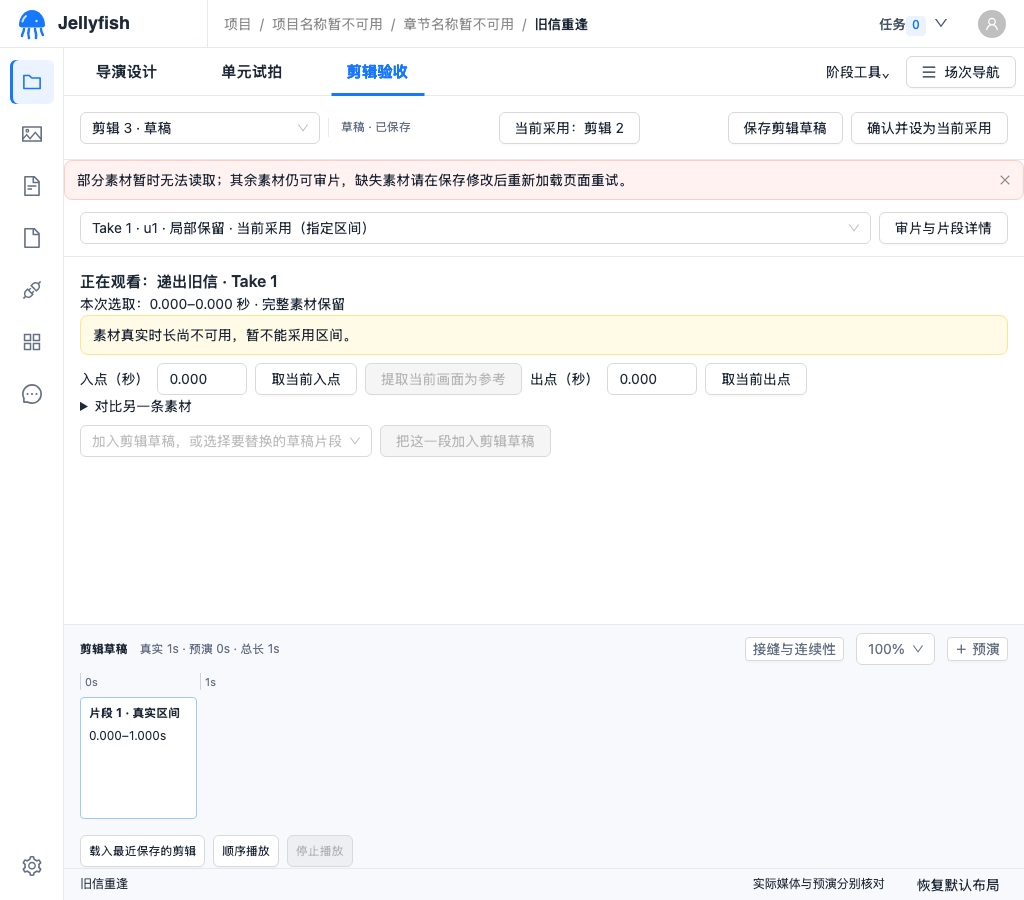 Jellyfish
项目 / 项目名称暂不可用 / 章节名称暂不可用 / 旧信重逢
任务 0
导演设计 单元试拍 剪辑验收
阶段工具 场次导航
剪辑 3 · 草稿 草稿 · 已保存 当前采用：剪辑 2 保存剪辑草稿 确认并设为当前采用
部分素材暂时无法读取；其余素材仍可审片，缺失素材请在保存修改后重新加载页面重试。
Take 1 · u1 · 局部保留 · 当前采用（指定区间） 审片与片段详情
正在观看：递出旧信 · Take 1
本次选取：0.000–0.000 秒 · 完整素材保留
素材真实时长尚不可用，暂不能采用区间。
入点（秒） 0.000 取当前入点 提取当前画面为参考 出点（秒） 0.000 取当前出点
对比另一条素材
加入剪辑草稿，或选择要替换的草稿片段 把这一段加入剪辑草稿
剪辑草稿 真实 1s · 预演 0s · 总长 1s 接缝与连续性 100% + 预演
0s 1s
片段 1 · 真实区间
0.000–1.000s
载入最近保存的剪辑 顺序播放 停止播放
旧信重逢 实际媒体与预演分别核对 恢复默认布局